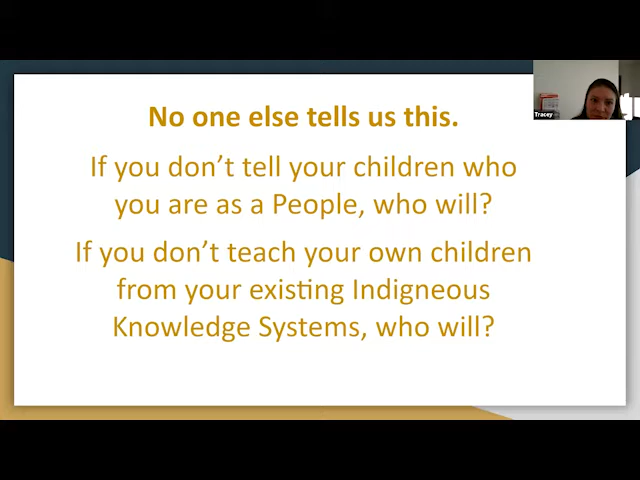 No one else tells us this.
If you don’t tell your children who
you are as a People, who will?
If you don’t teach your own children
from your existing Indigneous
Knowledge Systems, who will?
Tracey